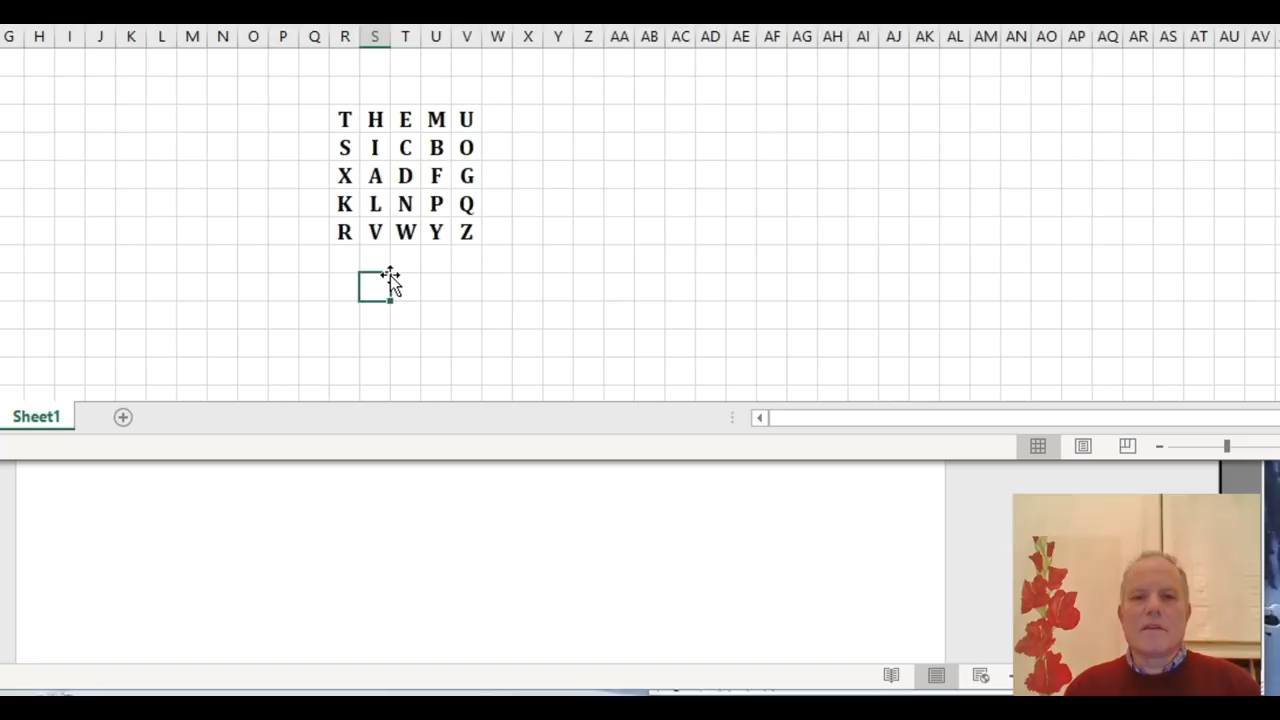 G H I J K L M N O P Q R S T U V W X Y Z AA AB AC AD AE AF AG AH AI AJ AK AL AM AN AO AP AQ AR AS AT AU AV
T H E M U
S I C B O
X A D F G
K L N P Q
R V W Y Z
Sheet1